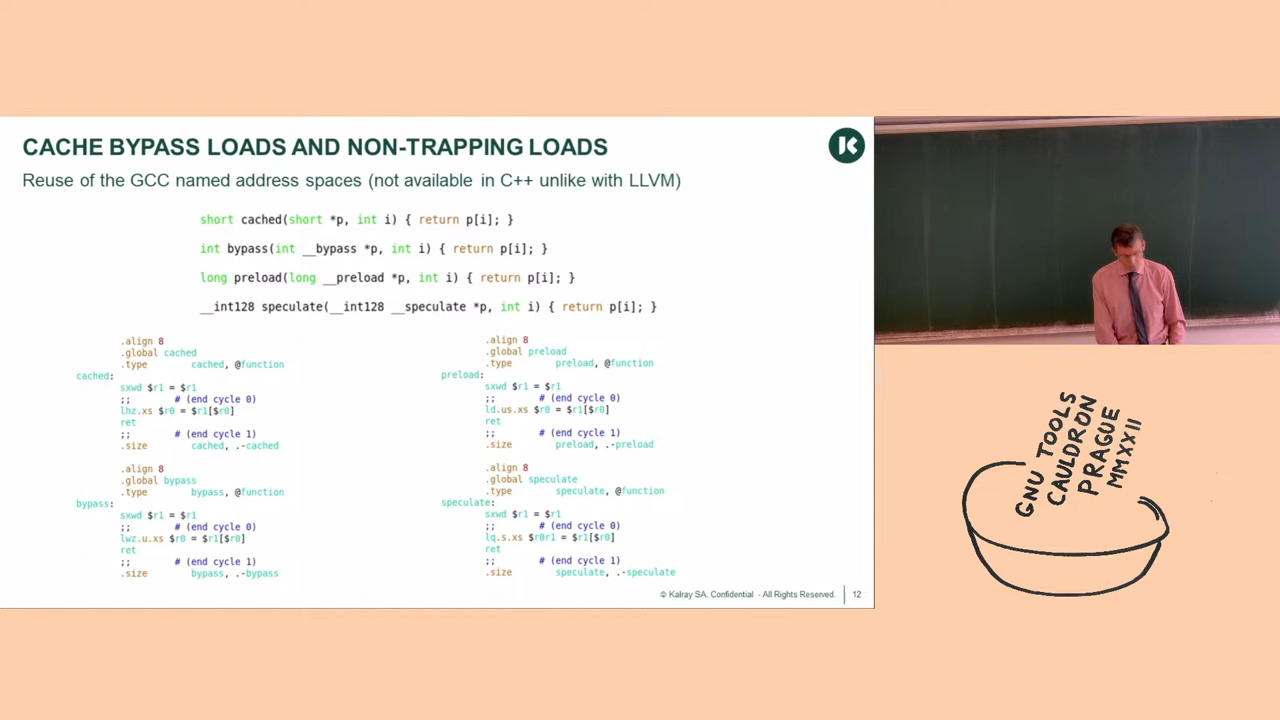 CACHE BYPASS LOADS AND NON-TRAPPING LOADS
Reuse of the GCC named address spaces (not available in C++ unlike with LLVM)
short cached(short *p, int i) { return p[i]; }
int bypass(int __bypass *p, int i) { return p[i]; }
long preload(long __preload *p, int i) { return p[i]; }
__int128 speculate(__int128 __speculate *p, int i) { return p[i]; }
.align 8
.global cached
.type cached, @function
cached:
sxwd $r1 = $r1
;; # (end cycle 0)
lhz.xs $r0 = $r1[$r0]
ret
;; # (end cycle 1)
.size cached, .-cached
.align 8
.global bypass
.type bypass, @function
bypass:
sxwd $r1 = $r1
;; # (end cycle 0)
lwz.u.xs $r0 = $r1[$r0]
ret
;; # (end cycle 1)
.size bypass, .-bypass
.align 8
.global preload
.type preload, @function
preload:
sxwd $r1 = $r1
;; # (end cycle 0)
ld.us.xs $r0 = $r1[$r0]
ret
;; # (end cycle 1)
.size preload, .-preload
.align 8
.global speculate
.type speculate, @function
speculate:
sxwd $r1 = $r1
;; # (end cycle 0)
lq.s.xs $r0r1 = $r1[$r0]
ret
;; # (end cycle 1)
.size speculate, .-speculate
© Kalray SA. Confidential - All Rights Reserved.
12
GNU TOOLS
CAULDRON
PRAGUE
MMXXII